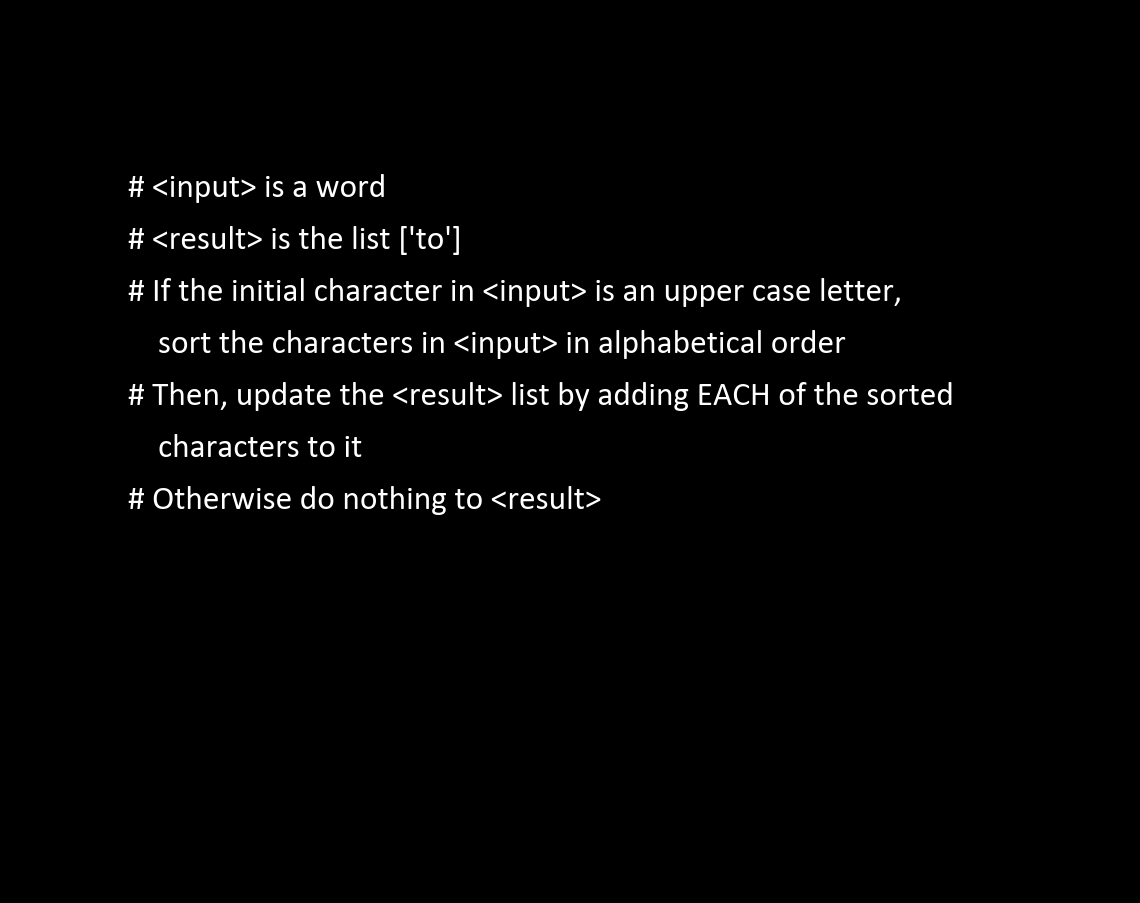 # <input> is a word
# <result> is the list ['to']
# If the initial character in <input> is an upper case letter,
sort the characters in <input> in alphabetical order
# Then, update the <result> list by adding EACH of the sorted
characters to it
# Otherwise do nothing to <result>